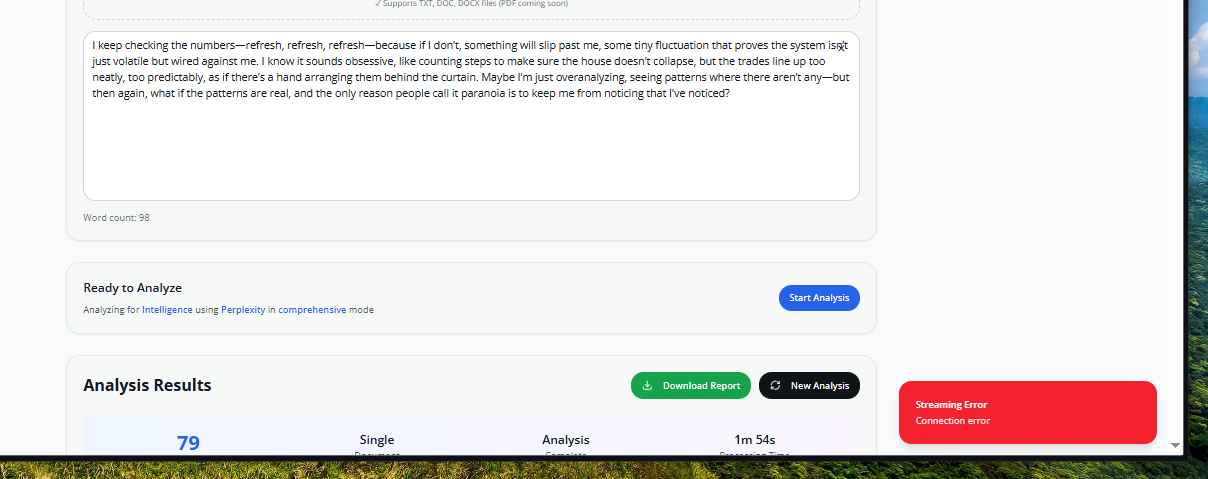 ✓ Supports TXT, DOC, DOCX files (PDF coming soon)
I keep checking the numbers—refresh, refresh, refresh—because if I don't, something will slip past me, some tiny fluctuation that proves the system isn't
just volatile but wired against me. I know it sounds obsessive, like counting steps to make sure the house doesn't collapse, but the trades line up too
neatly, too predictably, as if there's a hand arranging them behind the curtain. Maybe I'm just overanalyzing, seeing patterns where there aren't any—but
then again, what if the patterns are real, and the only reason people call it paranoia is to keep me from noticing that I've noticed?
Word count: 98
Ready to Analyze
Analyzing for Intelligence using Perplexity in comprehensive mode
Start Analysis
Analysis Results
Download Report
New Analysis
Streaming Error
Connection error
79
Single
Analysis
1m 54s
Document
Complete
Processing Time